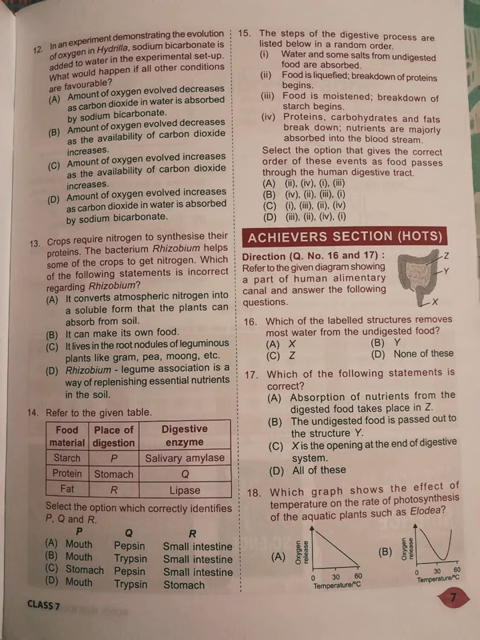 12. In an experiment demonstrating the evolution
of oxygen in Hydrilla, sodium bicarbonate is
added to water in the experimental set-up.
What would happen if all other conditions
are favourable?
(A) Amount of oxygen evolved decreases
as carbon dioxide in water is absorbed
by sodium bicarbonate.
(B) Amount of oxygen evolved decreases
as the availability of carbon dioxide
increases.
(C) Amount of oxygen evolved increases
as the availability of carbon dioxide
increases.
(D) Amount of oxygen evolved increases
as carbon dioxide in water is absorbed
by sodium bicarbonate.
13. Crops require nitrogen to synthesise their
proteins. The bacterium Rhizobium helps
some of the crops to get nitrogen. Which
of the following statements is incorrect
regarding Rhizobium?
(A) It converts atmospheric nitrogen into
a soluble form that the plants can
absorb from soil.
(B) It can make its own food.
(C) It lives in the root nodules of leguminous
plants like gram, pea, moong, etc.
(D) Rhizobium - legume association is a
way of replenishing essential nutrients
in the soil.
14. Refer to the given table.
Food material Place of digestion Digestive enzyme
Starch P Salivary amylase
Protein Stomach Q
Fat R Lipase
Select the option which correctly identifies
P, Q and R.
P Q R
(A) Mouth Pepsin Small intestine
(B) Mouth Trypsin Small intestine
(C) Stomach Pepsin Small intestine
(D) Mouth Trypsin Stomach
CLASS 7
15. The steps of the digestive process are
listed below in a random order.
(i) Water and some salts from undigested
food are absorbed.
(ii) Food is liquefied; breakdown of proteins
begins.
(iii) Food is moistened; breakdown of
starch begins.
(iv) Proteins, carbohydrates and fats
break down; nutrients are majorly
absorbed into the blood stream.
Select the option that gives the correct
order of these events as food passes
through the human digestive tract.
(A) (ii), (iv), (i), (iii)
(B) (iv), (ii), (iii), (i)
(C) (i), (iii), (ii), (iv)
(D) (iii), (ii), (iv), (i)
ACHIEVERS SECTION (HOTS)
Direction (Q. No. 16 and 17) :
Refer to the given diagram showing
a part of human alimentary
canal and answer the following
questions.
Z
Y
X
16. Which of the labelled structures removes
most water from the undigested food?
(A) X (B) Y
(C) Z (D) None of these
17. Which of the following statements is
correct?
(A) Absorption of nutrients from the
digested food takes place in Z.
(B) The undigested food is passed out to
the structure Y.
(C) X is the opening at the end of digestive
system.
(D) All of these
18. Which graph shows the effect of
temperature on the rate of photosynthesis
of the aquatic plants such as Elodea?
(A) Oxygen release 0 30 60 Temperature/°C
(B) Oxygen release 0 30 60 Temperature/°C
7